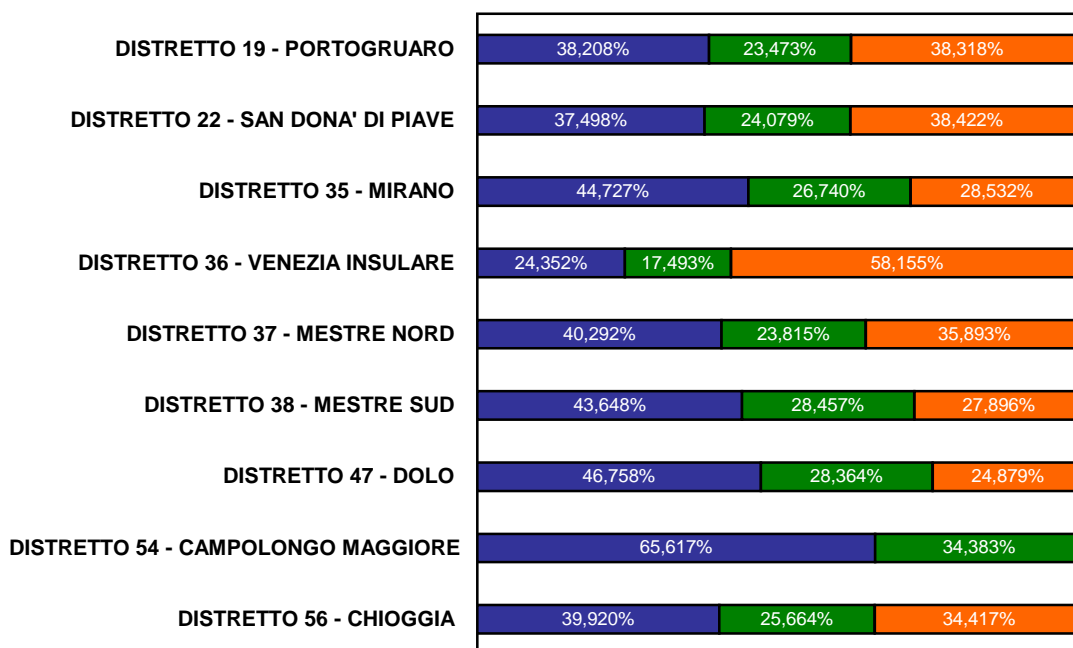 DISTRETTO 19 - PORTOGRUARO 38,208% 23,473% 38,318%
DISTRETTO 22 - SAN DONA' DI PIAVE 37,498% 24,079% 38,422%
DISTRETTO 35 - MIRANO 44,727% 26,740% 28,532%
DISTRETTO 36 - VENEZIA INSULARE 24,352% 17,493% 58,155%
DISTRETTO 37 - MESTRE NORD 40,292% 23,815% 35,893%
DISTRETTO 38 - MESTRE SUD 43,648% 28,457% 27,896%
DISTRETTO 47 - DOLO 46,758% 28,364% 24,879%
DISTRETTO 54 - CAMPOLONGO MAGGIORE 65,617% 34,383%
DISTRETTO 56 - CHIOGGIA 39,920% 25,664% 34,417%